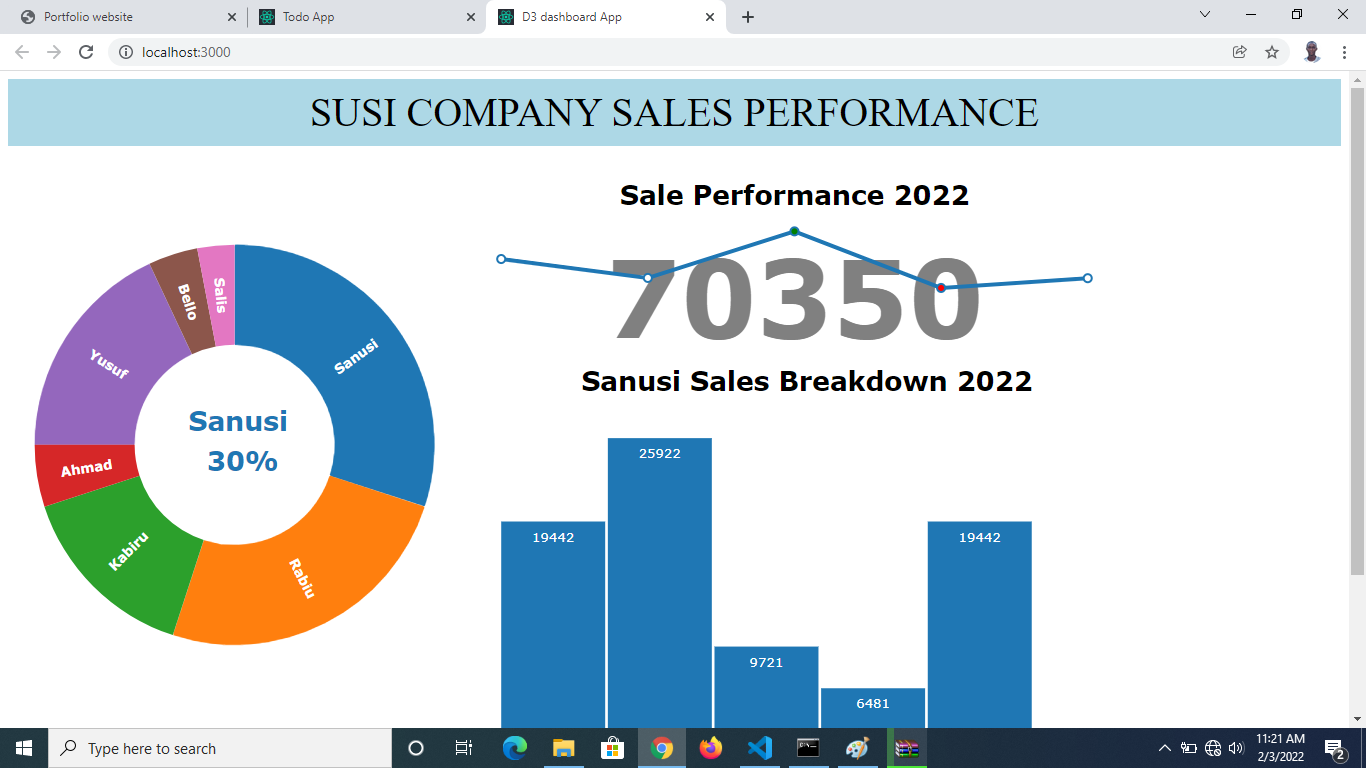 Portfolio website
Todo App
D3 dashboard App
localhost:3000
SUSI COMPANY SALES PERFORMANCE
Sale Performance 2022
70350
Sanusi Sales Breakdown 2022
Salis
Bello
Yusuf
Sanusi
Sanusi
30%
Ahmad
Kabiru
Rabiu
25922
19442
19442
9721
6481
Type here to search
11:21 AM
2/3/2022
2